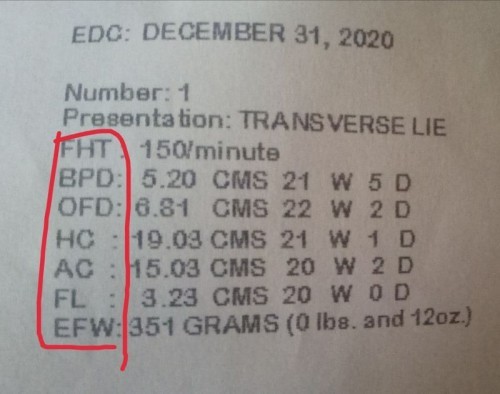 EDC: DECEMBER 31, 2020
Number: 1
Presentation: TRANSVERSE LIE
FHT : 150/minute
BPD: 5.20 CMS 21 W 5 D
OFD: 6.81 CMS 22 W 2 D
HC : 19.03 CMS 21 W 1 D
AC : 15.03 CMS 20 W 2 D
FL : 3.23 CMS 20 W 0 D
EFW: 351 GRAMS (0 lbs. and 12oz.)